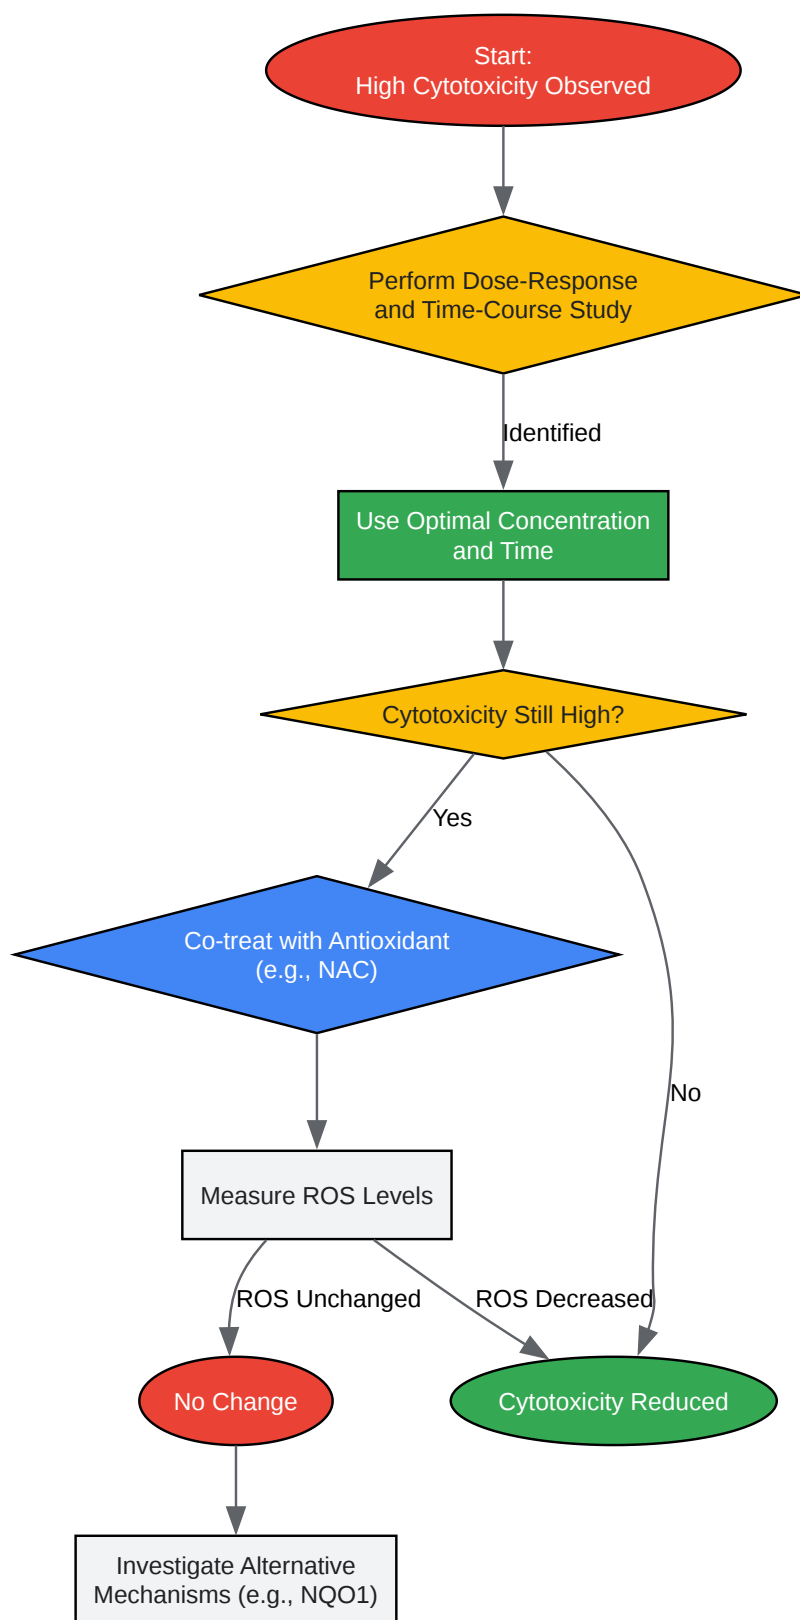 Start:
High Cytotoxicity Observed
Perform Dose-Response
and Time-Course Study
Identified
Use Optimal Concentration
and Time
Cytotoxicity Still High?
Yes
Co-treat with Antioxidant
(e.g., NAC)
No
Measure ROS Levels
ROS Unchanged
ROS Decreased
No Change
Cytotoxicity Reduced
Investigate Alternative
Mechanisms (e.g., NQO1)